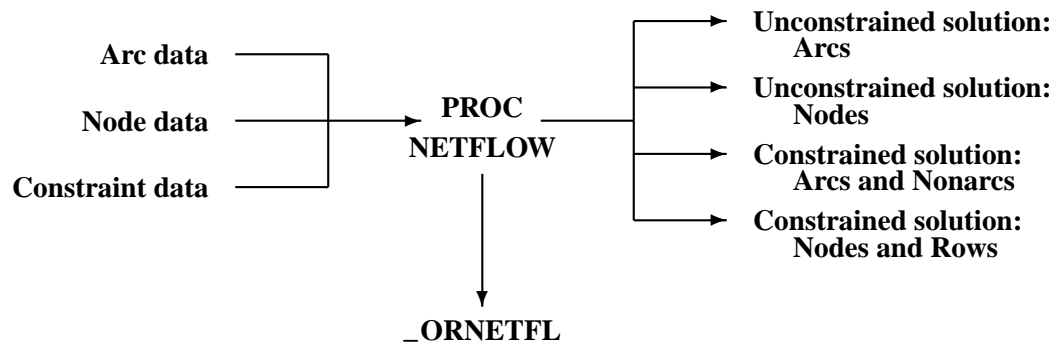 Arc data
Node data
Constraint data
PROC
NETFLOW
_ORNETFL
Unconstrained solution:
Arcs
Unconstrained solution:
Nodes
Constrained solution:
Arcs and Nonarcs
Constrained solution:
Nodes and Rows